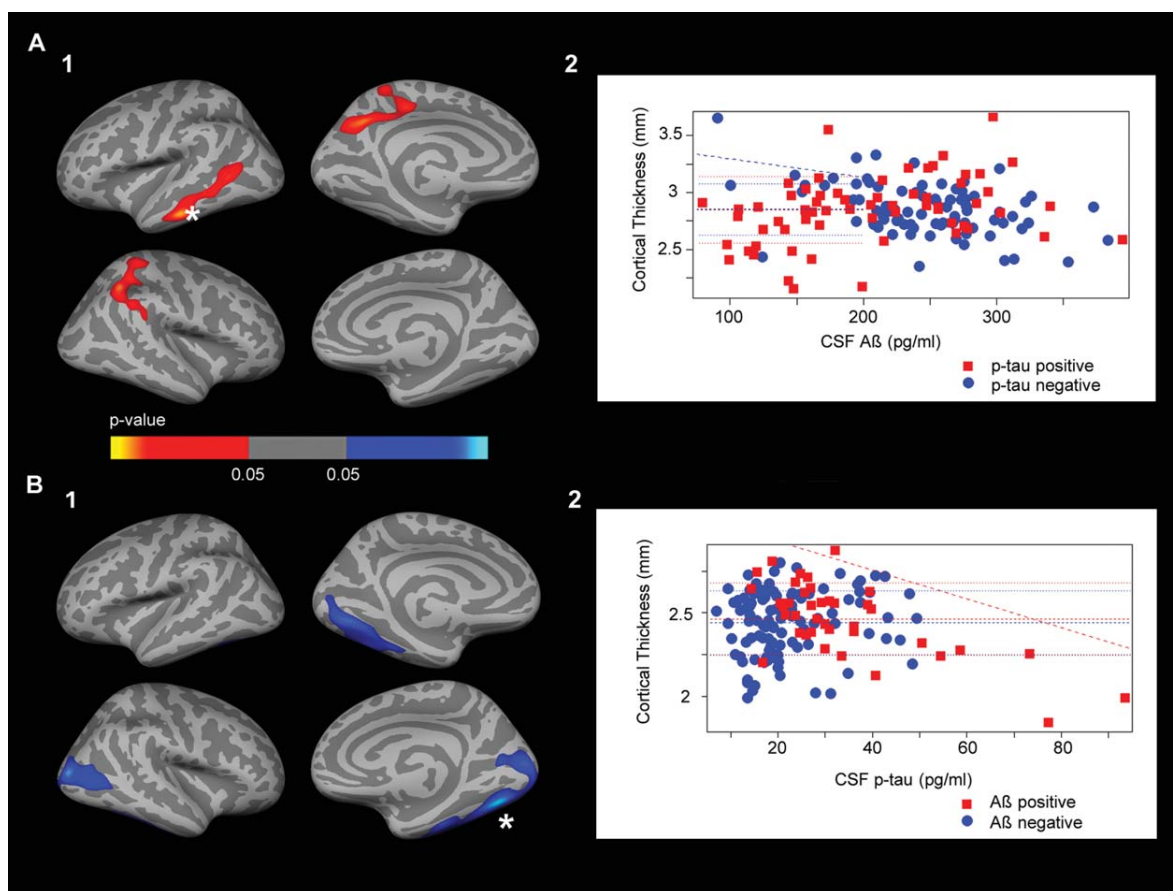 A
1
2
Cortical Thickness (mm)
3.5
3
2.5
100
200
300
CSF Aß (pg/ml)
p-tau positive
p-tau negative
*
p-value
0.05
0.05
B
1
2
Cortical Thickness (mm)
2.5
2
20
40
60
80
CSF p-tau (pg/ml)
Aß positive
Aß negative
*